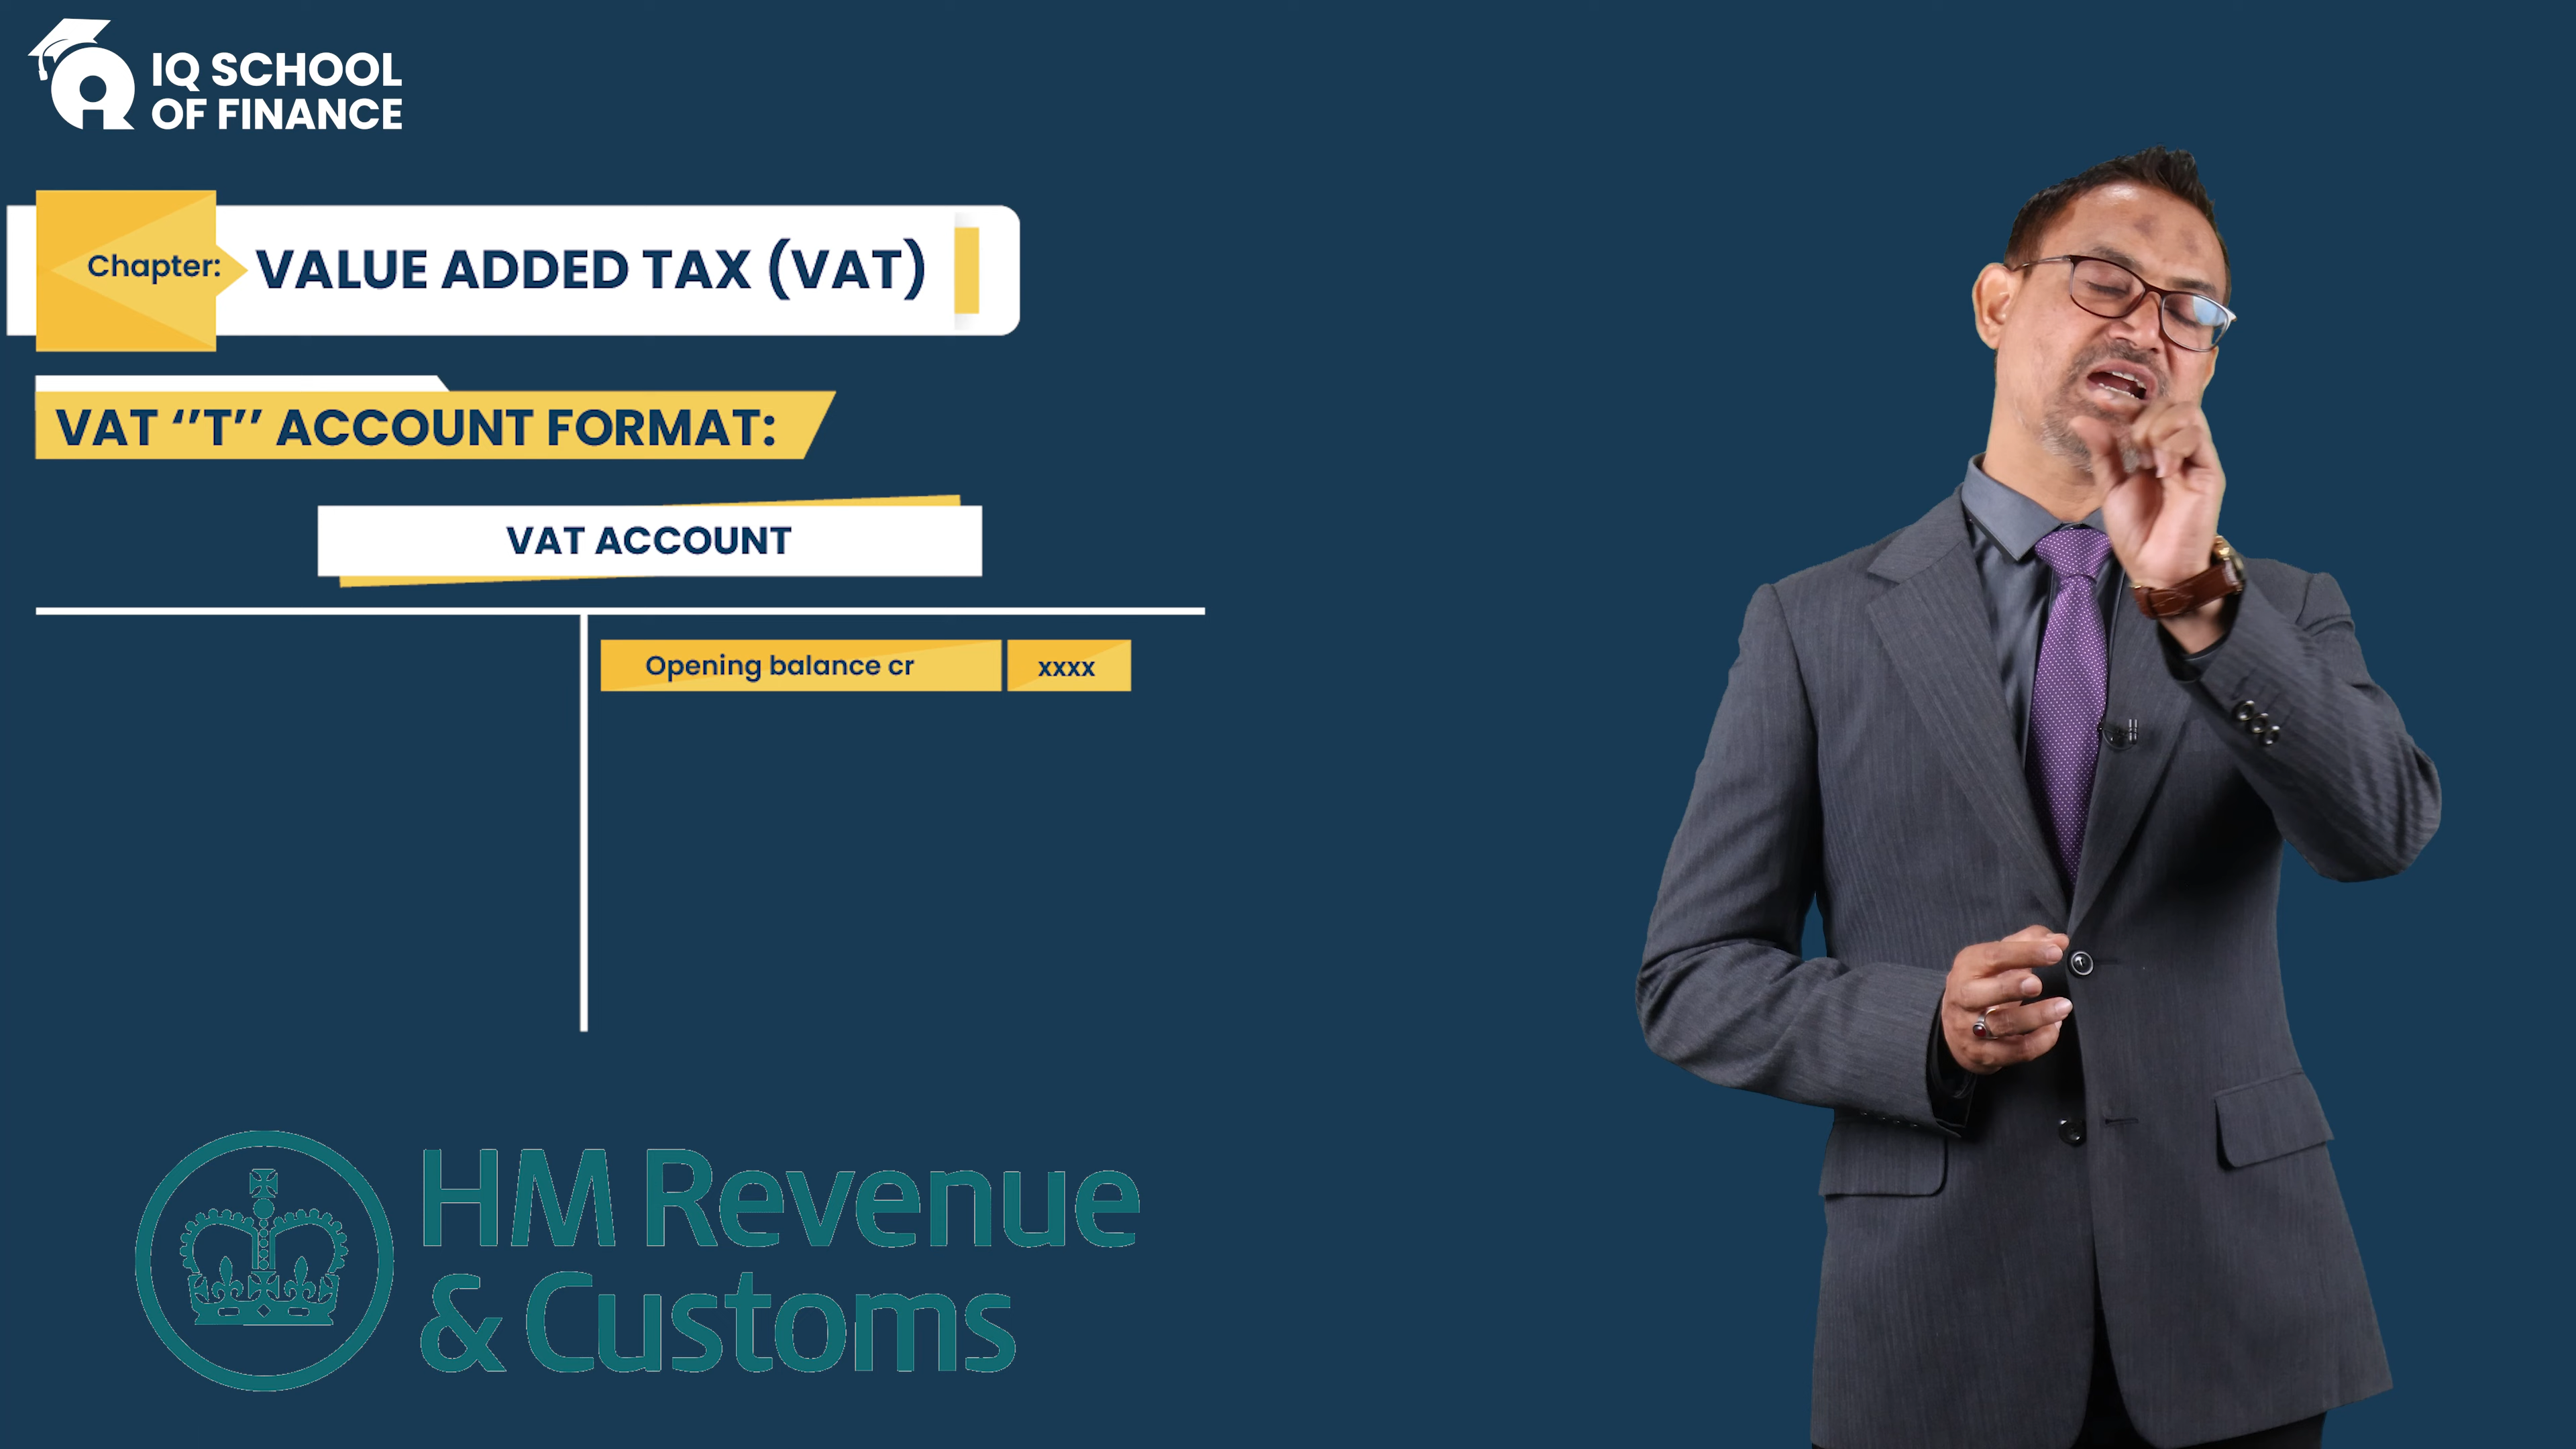 IQ SCHOOL
OF FINANCE
Chapter: VALUE ADDED TAX (VAT)
VAT ‘’T’’ ACCOUNT FORMAT:
VAT ACCOUNT
Opening balance cr xxxx
HM Revenue
& Customs